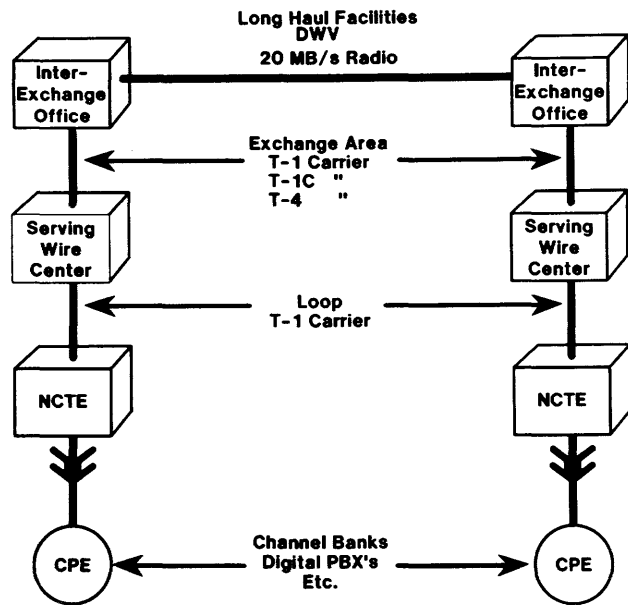 Long Haul Facilities
DWV
20 MB/s Radio
Inter-
Exchange
Office
Inter-
Exchange
Office
Exchange Area
T-1 Carrier
T-1C "
T-4 "
Serving
Wire
Center
Serving
Wire
Center
Loop
T-1 Carrier
NCTE
NCTE
Channel Banks
Digital PBX's
Etc.
CPE
CPE